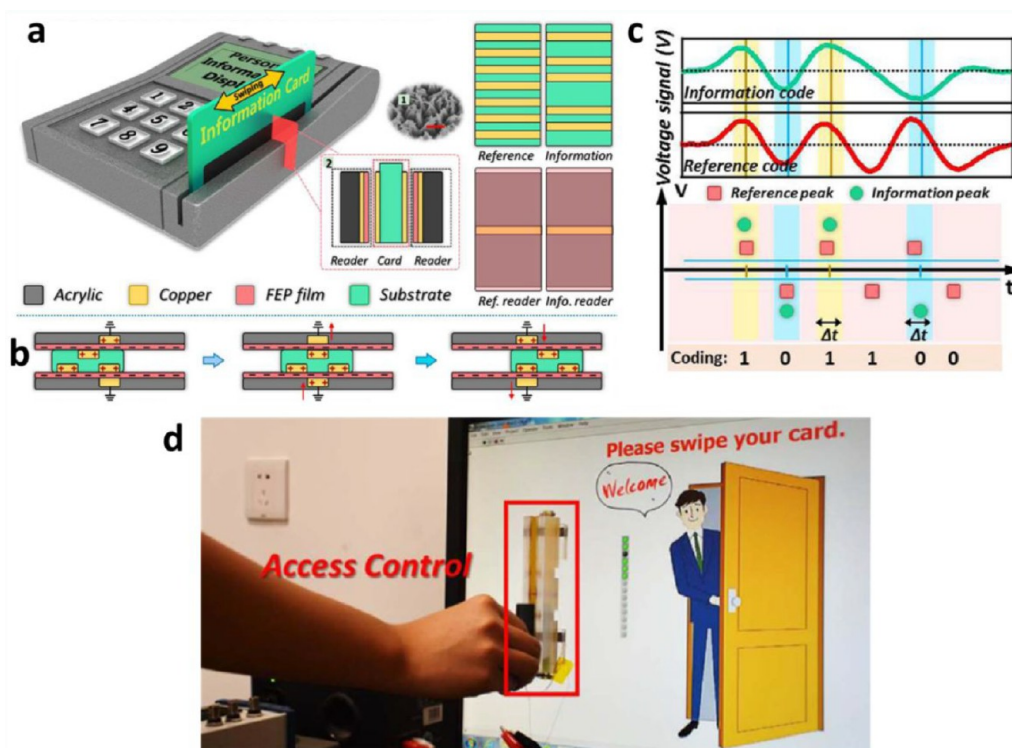 a
Person
Informa
Disp
Swiping
Information Card
1
2
4
5
6
7
8
9
1
Reference
Information
2
Reader
Card
Reader
Ref. reader
Info. reader
Acrylic
Copper
FEP film
Substrate
b
c
Voltage signal (V)
Information code
Reference code
V
Reference peak
Information peak
t
Δt
Δt
Coding: 1 0 1 1 0 0
d
Please swipe your card.
Welcome
Access Control